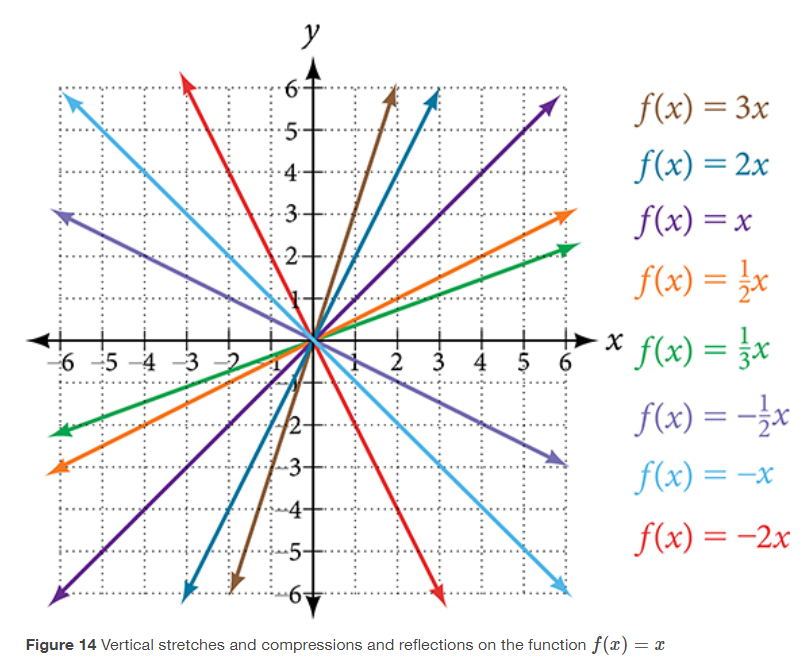 y
6
5
4
3
2
1
-6 -5 -4 -3 -2 -1 1 2 3 4 5 6 x
-1
-2
-3
-4
-5
-6
f(x) = 3x
f(x) = 2x
f(x) = x
f(x) = 1/2x
f(x) = 1/3x
f(x) = −1/2x
f(x) = −x
f(x) = −2x
Figure 14 Vertical stretches and compressions and reflections on the function f(x) = x